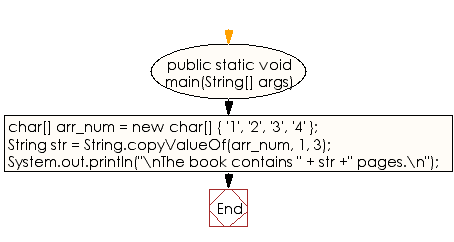 public static void
main(String[] args)
char[] arr_num = new char[] { '1', '2', '3', '4' };
String str = String.copyValueOf(arr_num, 1, 3);
System.out.println("\nThe book contains " + str +" pages.\n");
End